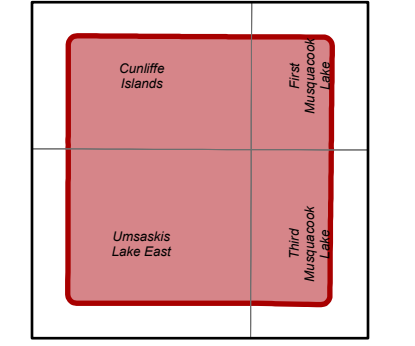 Cunliffe
Islands
First
Musquacook
Lake
Umsaskis
Lake East
Third
Musquacook
Lake